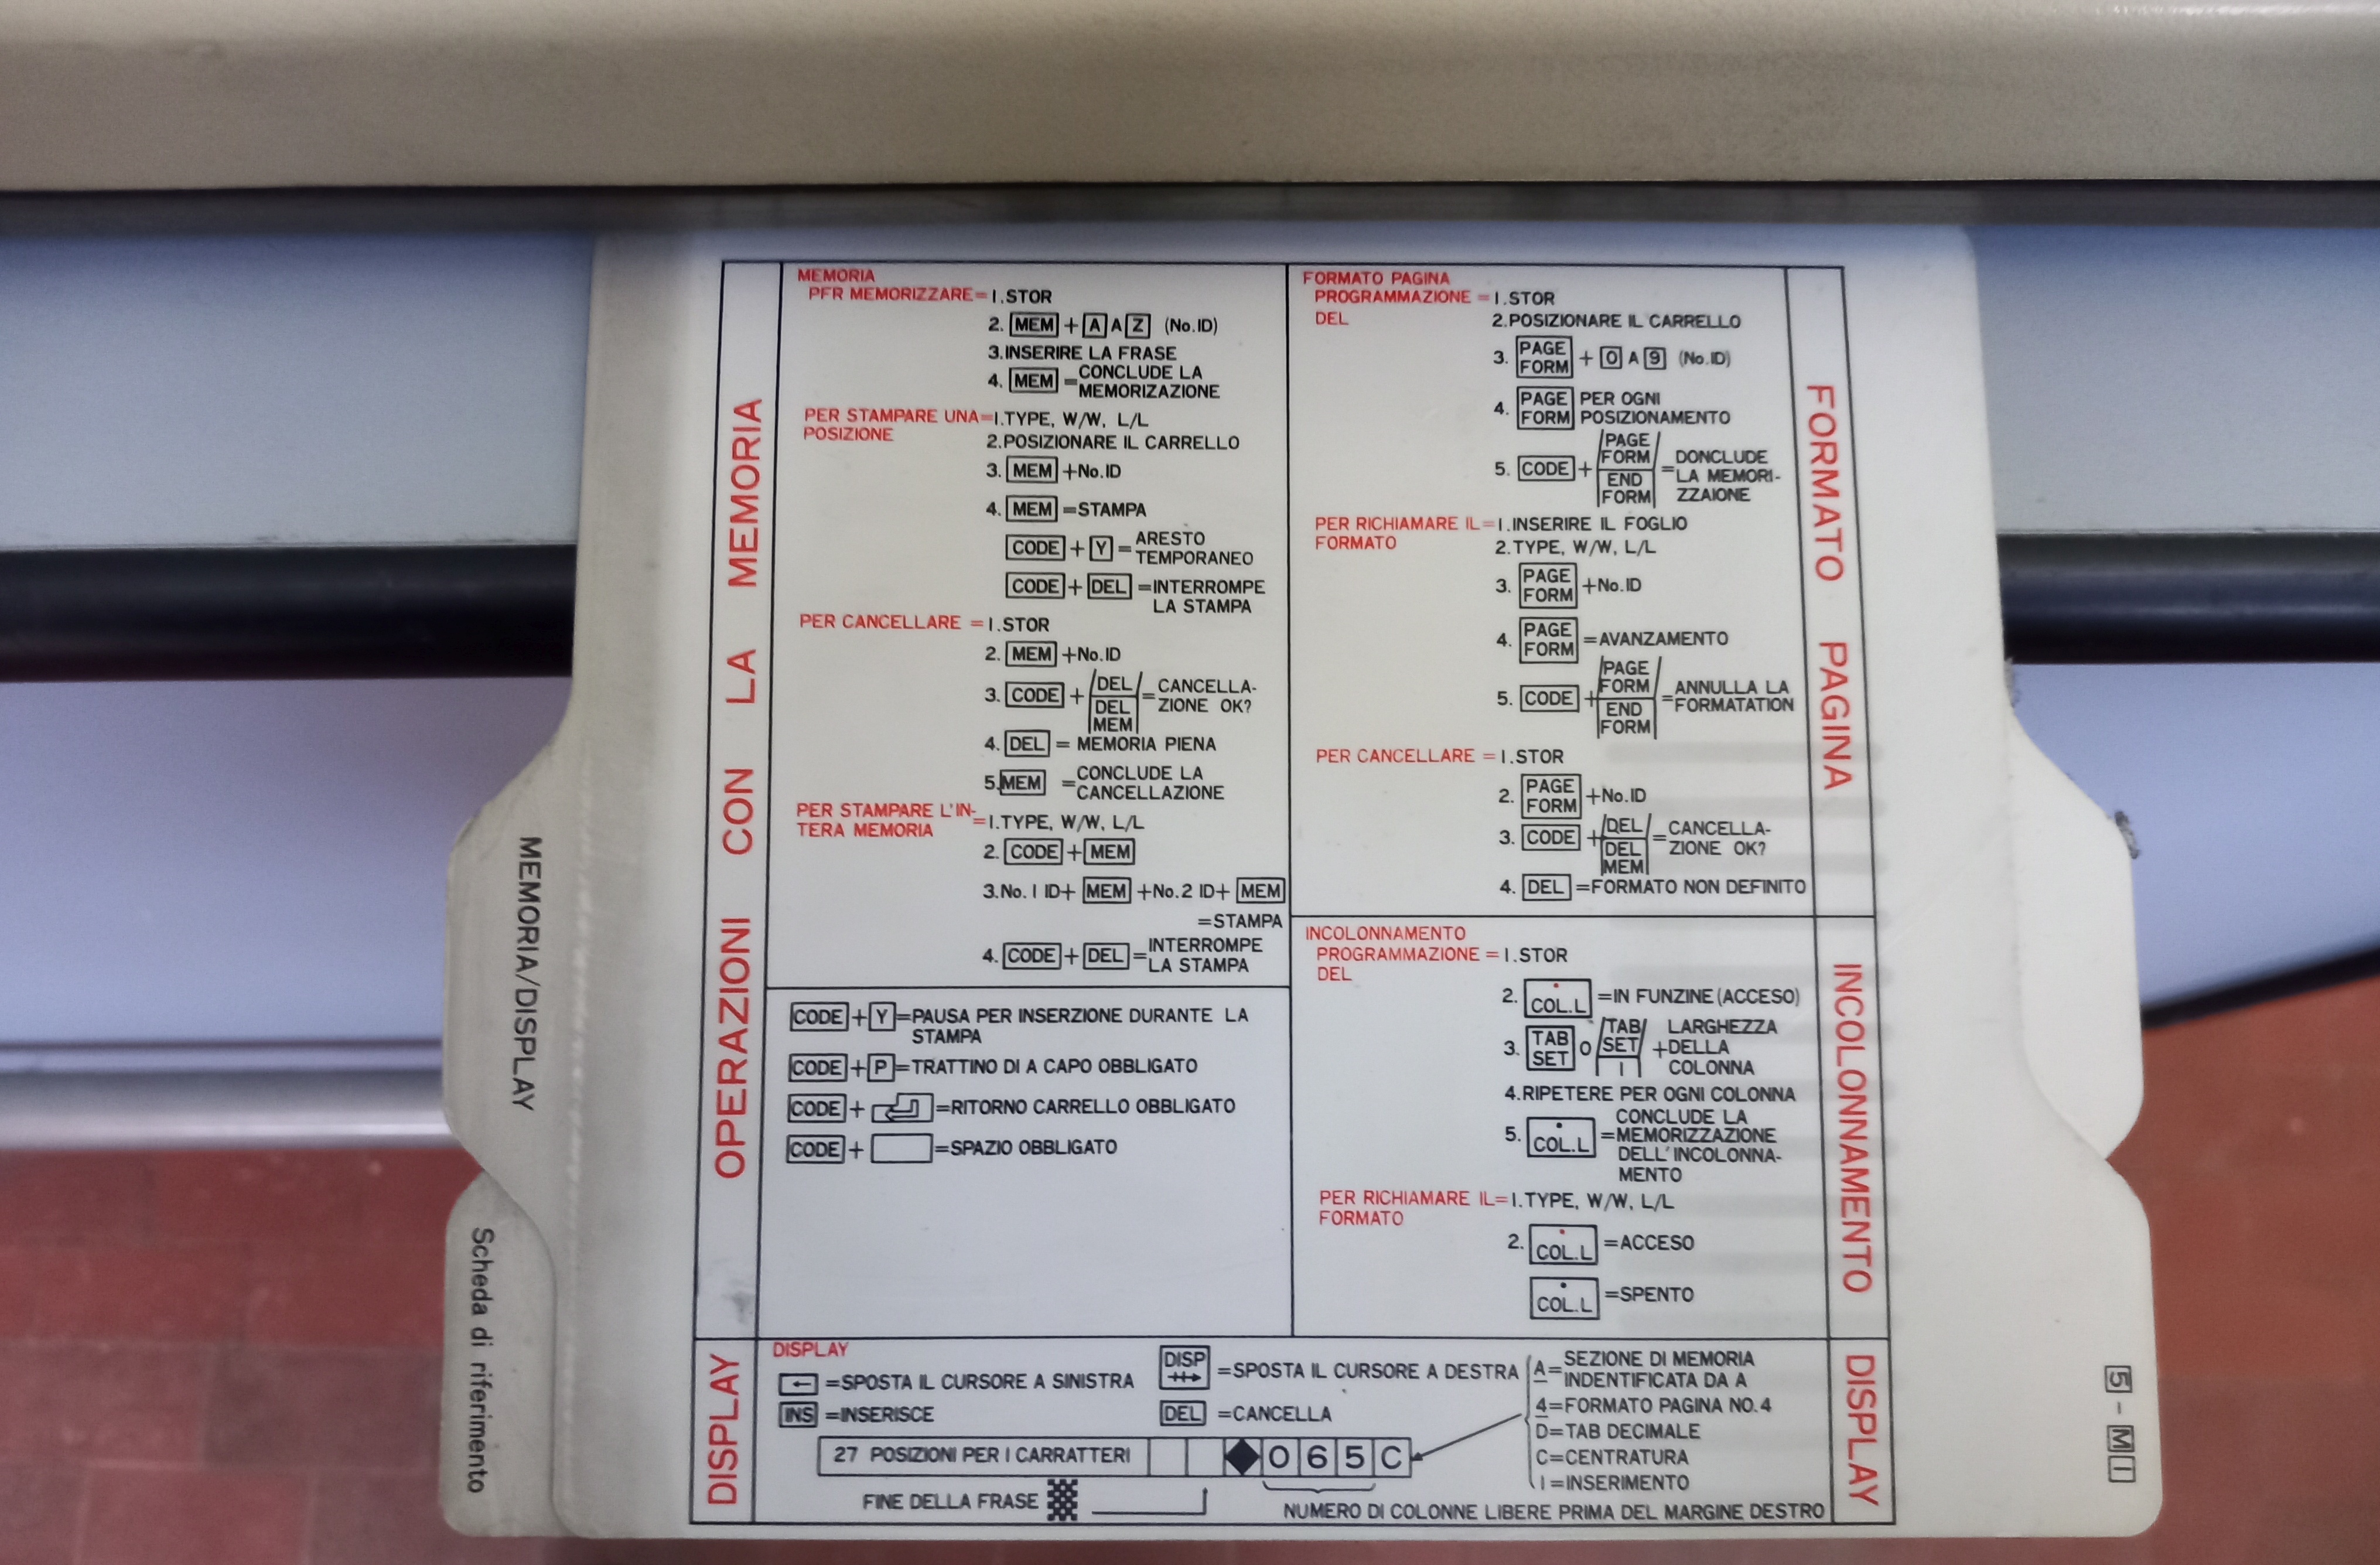 OPERAZIONI CON LA MEMORIA
MEMORIA
PER MEMORIZZARE= 1.STOR
2. MEM + A A Z (No.ID)
3.INSERIRE LA FRASE
4. MEM =CONCLUDE LA
MEMORIZAZIONE
PER STAMPARE UNA=1.TYPE, W/W, L/L
POSIZIONE
2.POSIZIONARE IL CARRELLO
3. MEM +No.ID
4. MEM =STAMPA
CODE + Y = ARESTO
TEMPORANEO
CODE + DEL =INTERROMPE
LA STAMPA
PER CANCELLARE =1.STOR
2. MEM +No.ID
3. CODE + DEL
DEL
MEM
=CANCELLA-
ZIONE OK?
4. DEL = MEMORIA PIENA
5.MEM =CONCLUDE LA
CANCELLAZIONE
PER STAMPARE L'IN-
TERA MEMORIA
=1.TYPE, W/W, L/L
2. CODE + MEM
3.No.1 ID+ MEM +No.2 ID+ MEM
=STAMPA
4. CODE + DEL =INTERROMPE
LA STAMPA
CODE + Y =PAUSA PER INSERZIONE DURANTE LA
STAMPA
CODE + P =TRATTINO DI A CAPO OBBLIGATO
CODE + =RITORNO CARRELLO OBBLIGATO
CODE + =SPAZIO OBBLIGATO
FORMATO PAGINA
FORMATO PAGINA
PROGRAMMAZIONE =1.STOR
DEL
2.POSIZIONARE IL CARRELLO
3. PAGE
FORM + 0 A 9 (No.ID)
4. PAGE
FORM
PER OGNI
POSIZIONAMENTO
5. CODE + PAGE
FORM
END
FORM
=DONCLUDE
LA MEMORI-
ZZAIONE
PER RICHIAMARE IL=1.INSERIRE IL FOGLIO
FORMATO
2.TYPE, W/W, L/L
3. PAGE
FORM +No.ID
4. PAGE
FORM =AVANZAMENTO
5. CODE + PAGE
FORM
END
FORM
=ANNULLA LA
FORMATATION
PER CANCELLARE =1.STOR
2. PAGE
FORM +No.ID
3. CODE + DEL
DEL
MEM
=CANCELLA-
ZIONE OK?
4. DEL =FORMATO NON DEFINITO
INCOLONNAMENTO
INCOLONNAMENTO
PROGRAMMAZIONE =1.STOR
DEL
2. COL.L =IN FUNZINE(ACCESO)
3. TAB
SET O TAB
SET
I
+LARGHEZZA
DELLA
COLONNA
4.RIPETERE PER OGNI COLONNA
5. COL.L =CONCLUDE LA
MEMORIZZAZIONE
DELL'INCOLONNA-
MENTO
PER RICHIAMARE IL=1.TYPE, W/W, L/L
FORMATO
2. COL.L =ACCESO
COL.L =SPENTO
DISPLAY
DISPLAY
← =SPOSTA IL CURSORE A SINISTRA
INS =INSERISCE
DISP =SPOSTA IL CURSORE A DESTRA
DEL =CANCELLA
27 POSIZIONI PER I CARRATTERI ◆ 0 6 5 C
FINE DELLA FRASE
NUMERO DI COLONNE LIBERE PRIMA DEL MARGINE DESTRO
A=SEZIONE DI MEMORIA
INDENTIFICATA DA A
4=FORMATO PAGINA NO.4
D=TAB DECIMALE
C=CENTRATURA
I=INSERIMENTO
DISPLAY
MEMORIA/DISPLAY
Scheda di riferimento
5 - M I